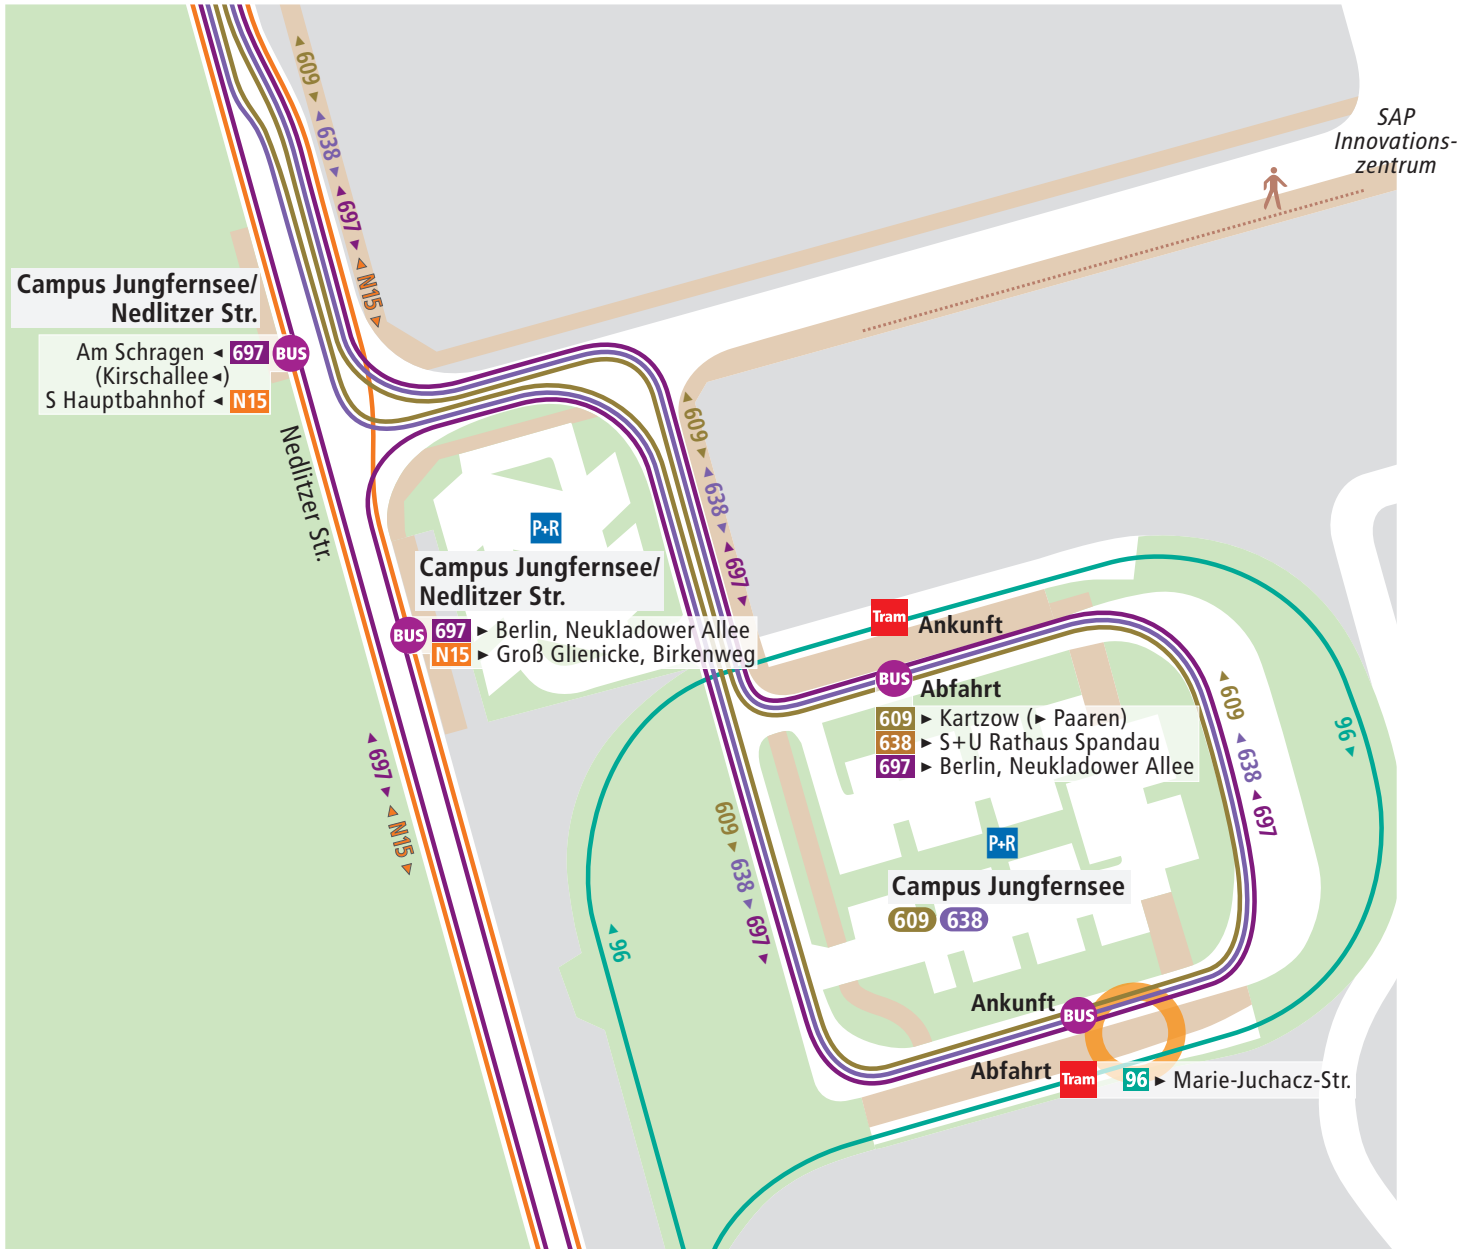 ◄ 609 ►
◄ 638 ►
◄ 697 ►
◄ N15 ►
SAP
Innovations-
zentrum
Campus Jungfernsee/
Nedlitzer Str.
Am Schragen ◄ 697 BUS
(Kirschallee◄)
S Hauptbahnhof ◄ N15
Nedlitzer Str.
◄ 609 ►
◄ 638 ►
◄ 697 ►
P+R
Campus Jungfernsee/
Nedlitzer Str.
BUS 697 ► Berlin, Neukladower Allee
N15 ► Groß Glienicke, Birkenweg
Tram Ankunft
BUS Abfahrt
609 ► Kartzow (► Paaren)
638 ► S+U Rathaus Spandau
697 ► Berlin, Neukladower Allee
◄ 609
◄ 638
◄ 697
96 ►
◄ 697 ►
◄ N15 ►
609 ►
638 ►
697 ►
P+R
Campus Jungfernsee
609 638
◄ 96
Ankunft BUS
Abfahrt Tram 96 ► Marie-Juchacz-Str.